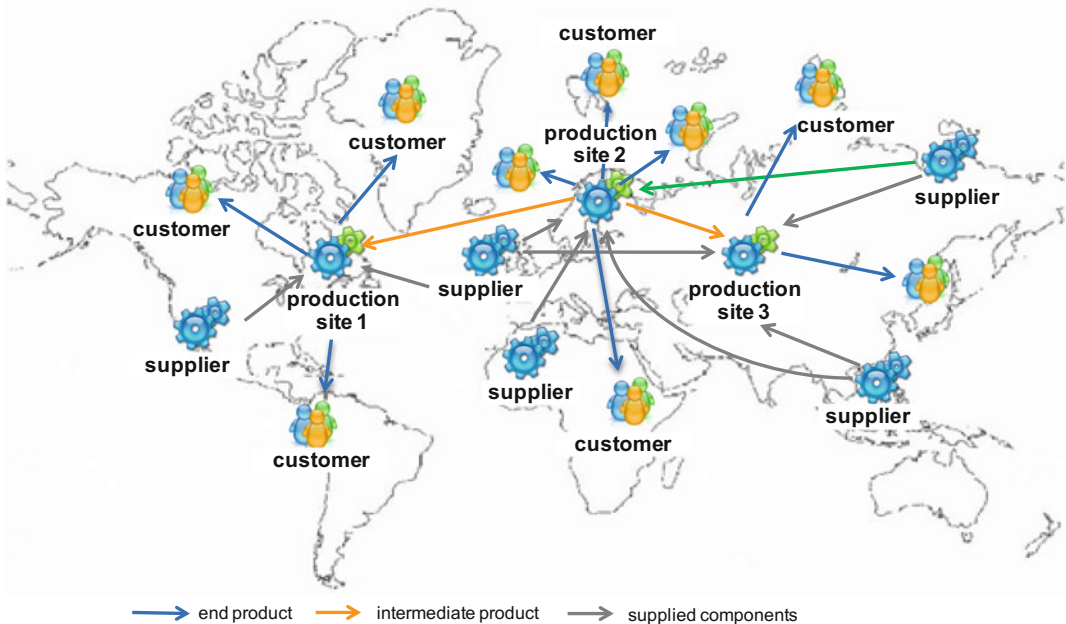 customer
production
site 2
customer
customer
supplier
customer
supplier
production
site 1
production
site 3
supplier
supplier
supplier
customer
customer
end product
intermediate product
supplied components